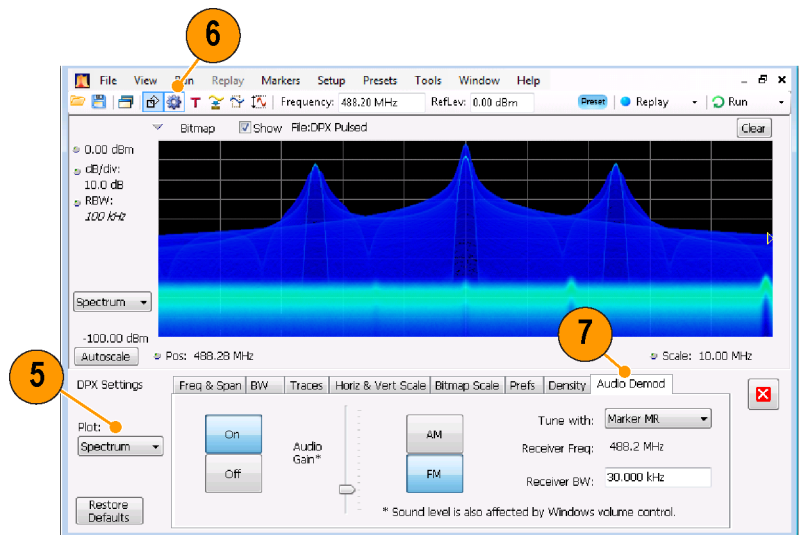 6
File View Run Replay Markers Setup Presets Tools Window Help
T Frequency: 488.20 MHz RefLev: 0.00 dBm Preset Replay Run
Bitmap Show File:DPX Pulsed Clear
0.00 dBm
dB/div:
10.0 dB
RBW:
100 kHz
Spectrum
-100.00 dBm
Autoscale Pos: 488.28 MHz Scale: 10.00 MHz
7
5
DPX Settings Freq & Span BW Traces Horiz & Vert Scale Bitmap Scale Prefs Density Audio Demod
Plot:
Spectrum
On Off
Audio
Gain*
AM FM
Tune with: Marker MR
Receiver Freq: 488.2 MHz
Receiver BW: 30.000 kHz
Restore
Defaults
* Sound level is also affected by Windows volume control.